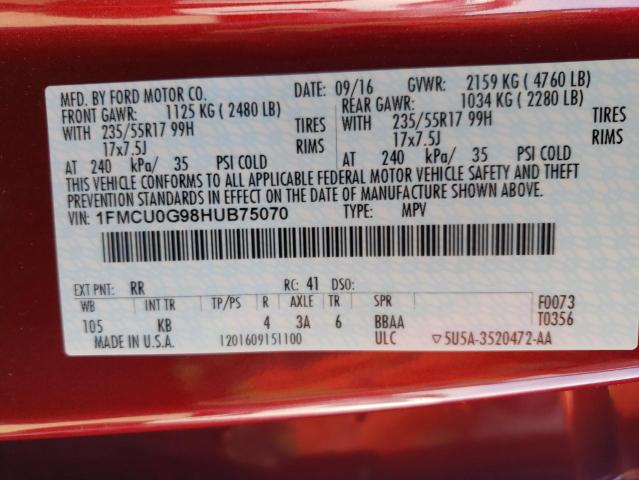 MFD. BY FORD MOTOR CO.
DATE: 09/16 GVWR: 2159 KG ( 4760 LB)
FRONT GAWR: 1125 KG ( 2480 LB)
REAR GAWR: 1034 KG ( 2280 LB)
WITH 235/55R17 99H TIRES
WITH 235/55R17 99H TIRES
17x7.5J RIMS
17x7.5J RIMS
AT 240 kPa/ 35 PSI COLD
AT 240 kPa/ 35 PSI COLD
THIS VEHICLE CONFORMS TO ALL APPLICABLE FEDERAL MOTOR VEHICLE SAFETY AND THEFT
PREVENTION STANDARDS IN EFFECT ON THE DATE OF MANUFACTURE SHOWN ABOVE.
VIN: 1FMCU0G98HUB75070 TYPE: MPV
EXT PNT: RR RC: 41 DSO:
WB INT TR TP/PS R AXLE TR SPR F0073
105 KB 4 3A 6 BBAA T0356
MADE IN U.S.A. 1201609151100 ULC ▽5U5A-3520472-AA